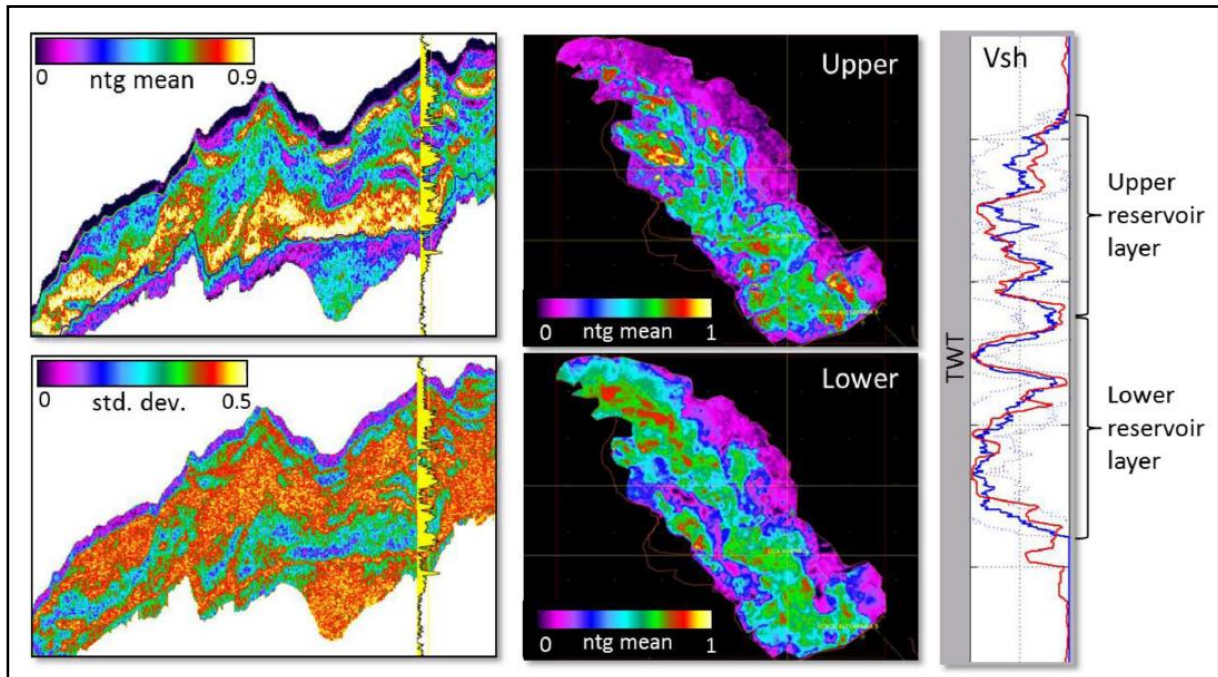 0 0.9
ntg mean
0 0.5
std. dev.
Upper
0 1
ntg mean
Lower
0 1
ntg mean
Vsh
TWT
Upper
reservoir
layer
Lower
reservoir
layer